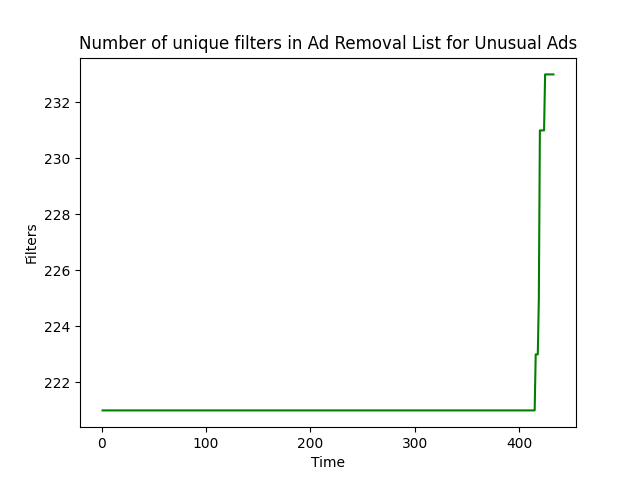 Number of unique filters in Ad Removal List for Unusual Ads
232
230
228
226
224
222
Filters
0 100 200 300 400
Time